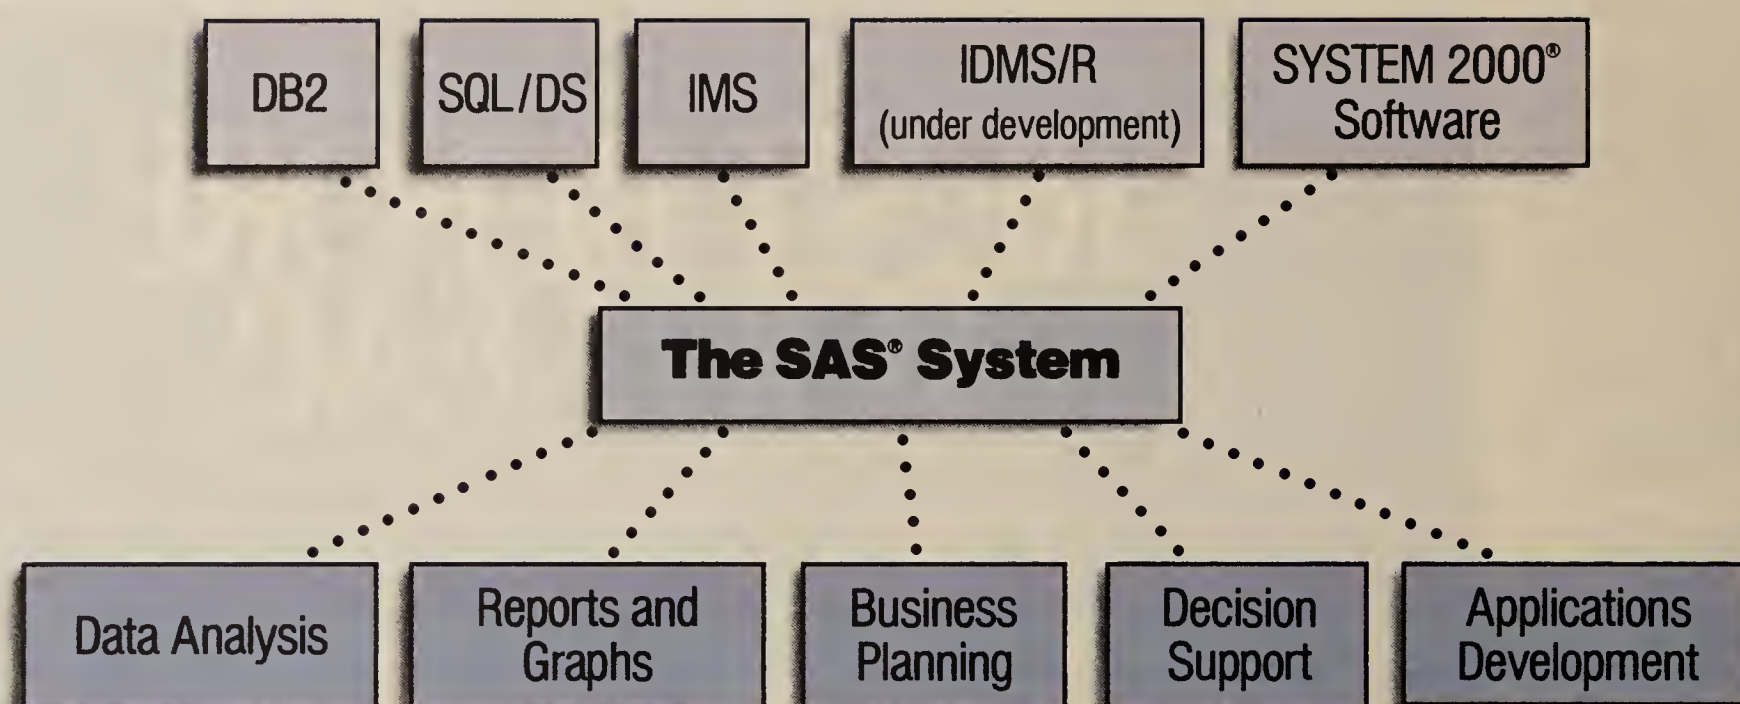 DB2
SQL/DS
IMS
IDMS/R
(under development)
SYSTEM 2000®
Software
The SAS® System
Data Analysis
Reports and
Graphs
Business
Planning
Decision
Support
Applications
Development